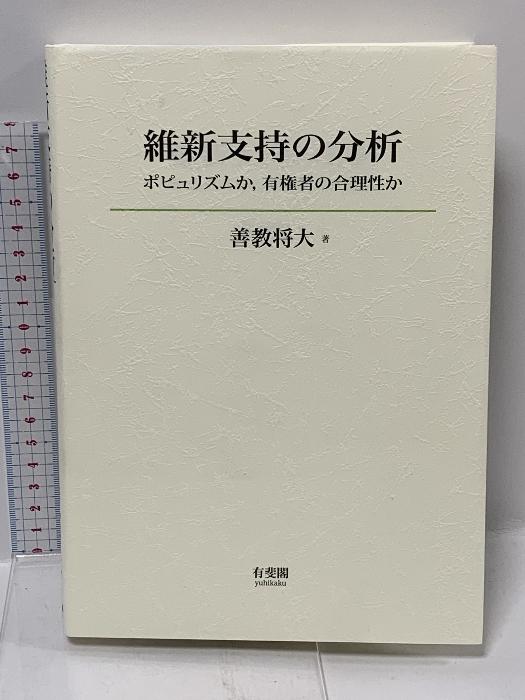 維新支持の分析
ポピュリズムか, 有権者の合理性か
善教将大 著
有斐閣
yuhikaku